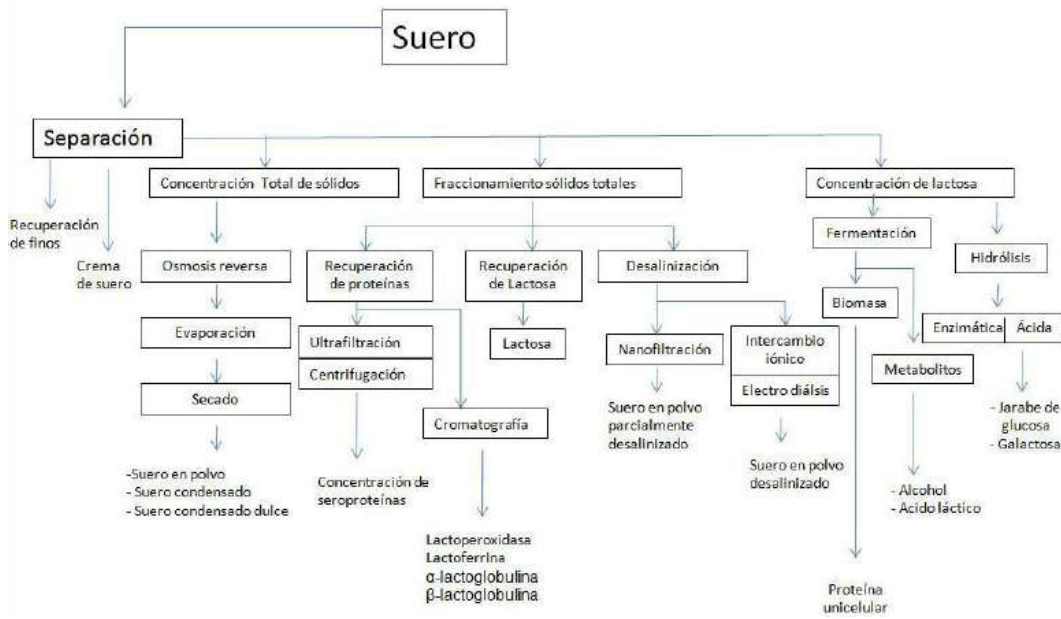 Suero
Separación
Concentración Total de sólidos
Fraccionamiento sólidos totales
Concentración de lactosa
Recuperación
de finos
Crema
de suero
Osmosis reversa
Recuperación
de proteínas
Recuperación
de Lactosa
Desalinización
Fermentación
Hidrólisis
Evaporación
Ultrafiltración
Centrifugación
Lactosa
Nanofiltración
Intercambio
iónico
Electro diálsis
Biomasa
Enzimática
Ácida
Metabolitos
Secado
Cromatografía
Suero en polvo
parcialmente
desalinizado
Suero en polvo
desalinizado
- Jarabe de
glucosa
- Galactosa
-Suero en polvo
- Suero condensado
- Suero condensado dulce
Concentración de
seroproteínas
- Alcohol
- Acido láctico
Lactoperoxidasa
Lactoferrina
α-lactoglobulina
β-lactoglobulina
Proteína
unicelular